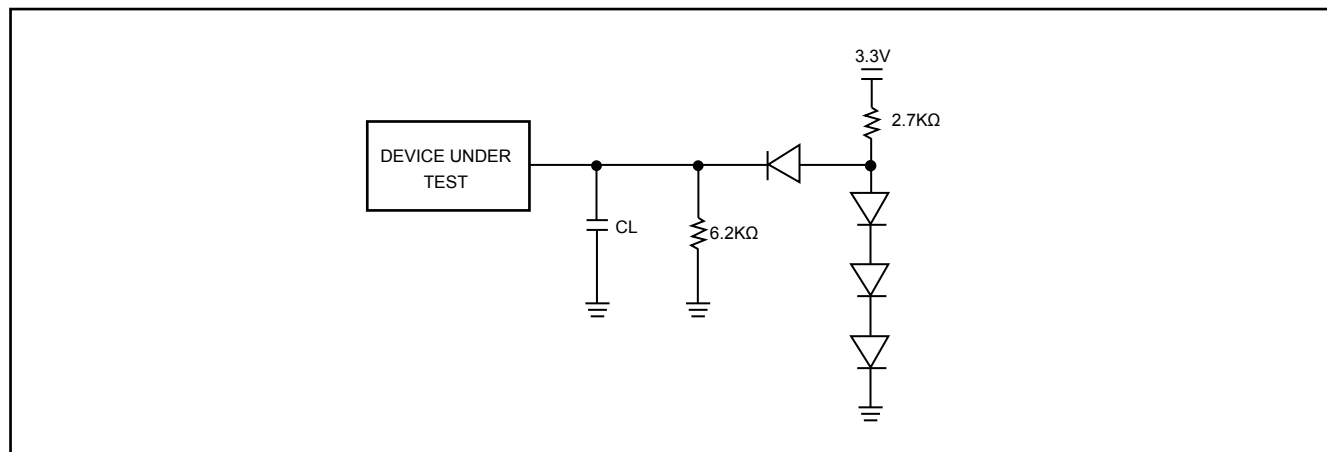 3.3V
2.7KΩ
DEVICE UNDER
TEST
CL
6.2KΩ